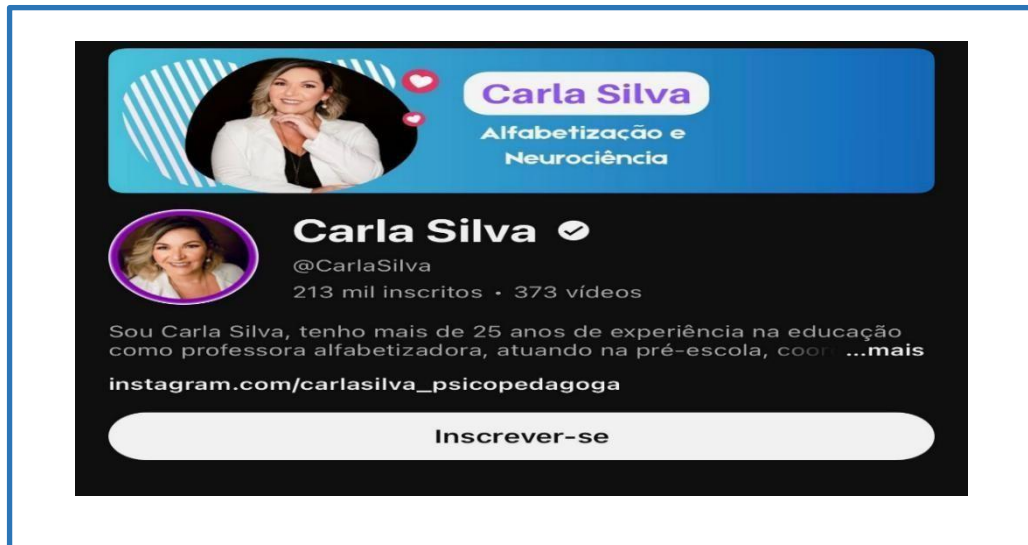 Carla Silva
Alfabetização e
Neurociência
Carla Silva
@CarlaSilva
213 mil inscritos • 373 vídeos
Sou Carla Silva, tenho mais de 25 anos de experiência na educação
como professora alfabetizadora, atuando na pré-escola, coor ...mais
instagram.com/carlasilva_psicopedagoga
Inscrever-se